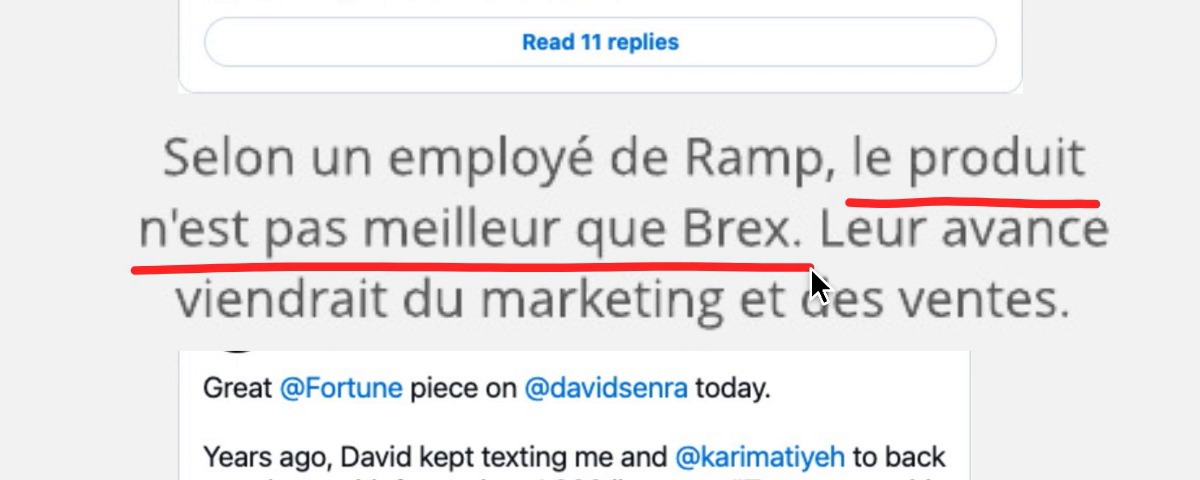 Read 11 replies
Selon un employé de Ramp, le produit
n'est pas meilleur que Brex. Leur avance
viendrait du marketing et des ventes.
Great @Fortune piece on @davidsenra today.
Years ago, David kept texting me and @karimatiyeh to back